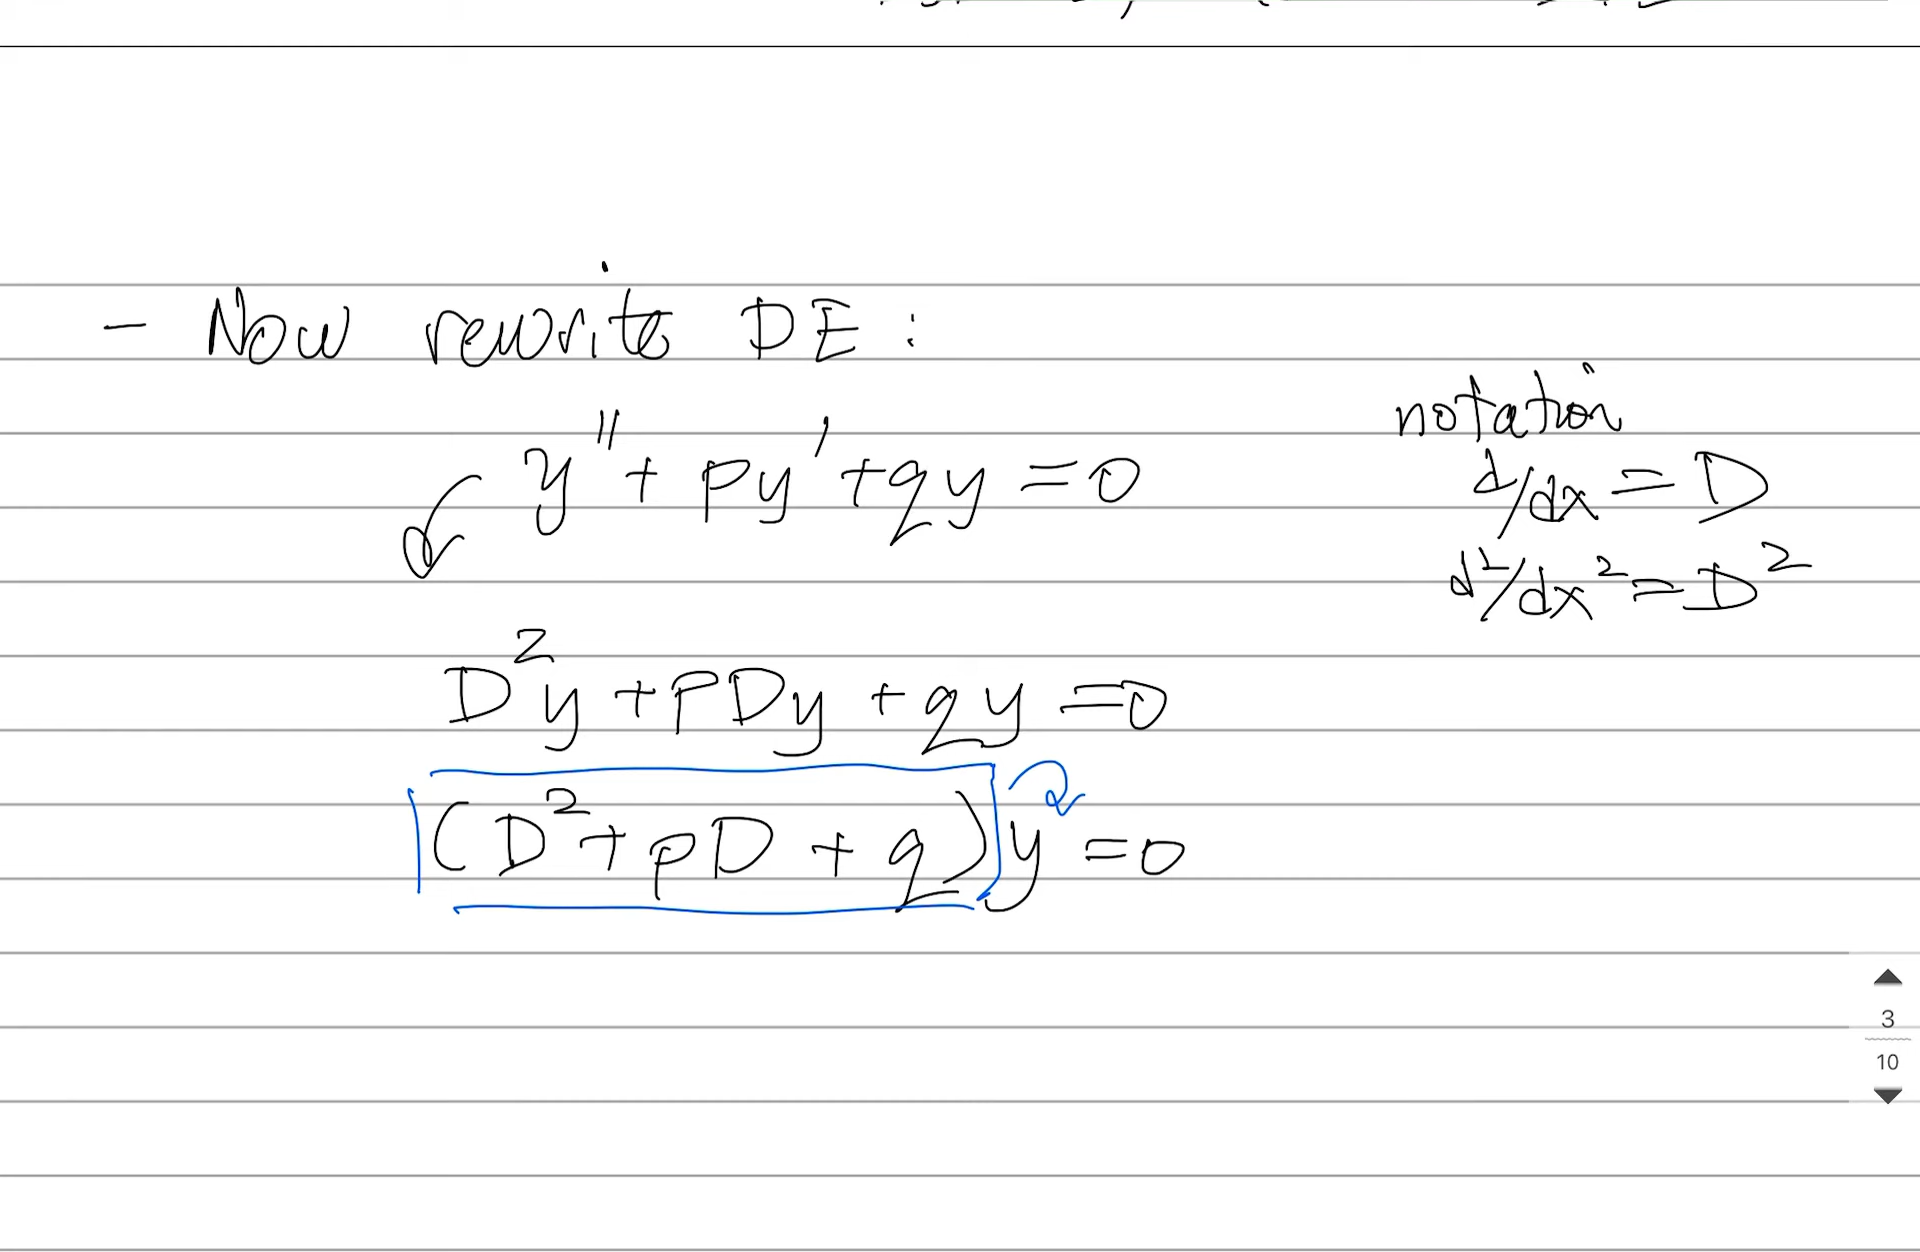 - Now rewrite DE :
y'' + py' + qy = 0
notation
d/dx = D
d²/dx² = D²
D²y + pDy + qy = 0
(D² + pD + q) y = 0
3
10